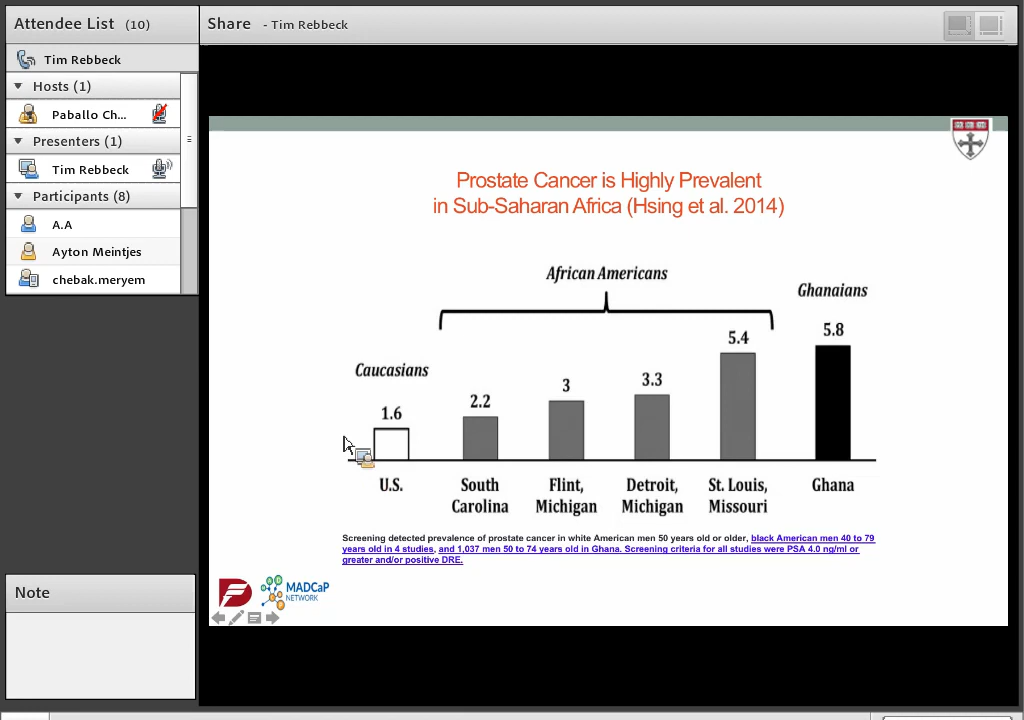 Attendee List (10)
Tim Rebbeck
Hosts (1)
Paballo Ch...
Presenters (1)
Tim Rebbeck
Participants (8)
A.A
Ayton Meintjes
chebak.meryem
Note
Share - Tim Rebbeck
Prostate Cancer is Highly Prevalent
in Sub-Saharan Africa (Hsing et al. 2014)
African Americans
Ghanaians
Caucasians
1.6
2.2
3
3.3
5.4
5.8
U.S.
South
Carolina
Flint,
Michigan
Detroit,
Michigan
St. Louis,
Missouri
Ghana
Screening detected prevalence of prostate cancer in white American men 50 years old or older, black American men 40 to 79
years old in 4 studies, and 1,037 men 50 to 74 years old in Ghana. Screening criteria for all studies were PSA 4.0 ng/ml or
greater and/or positive DRE.
MADCaP
NETWORK